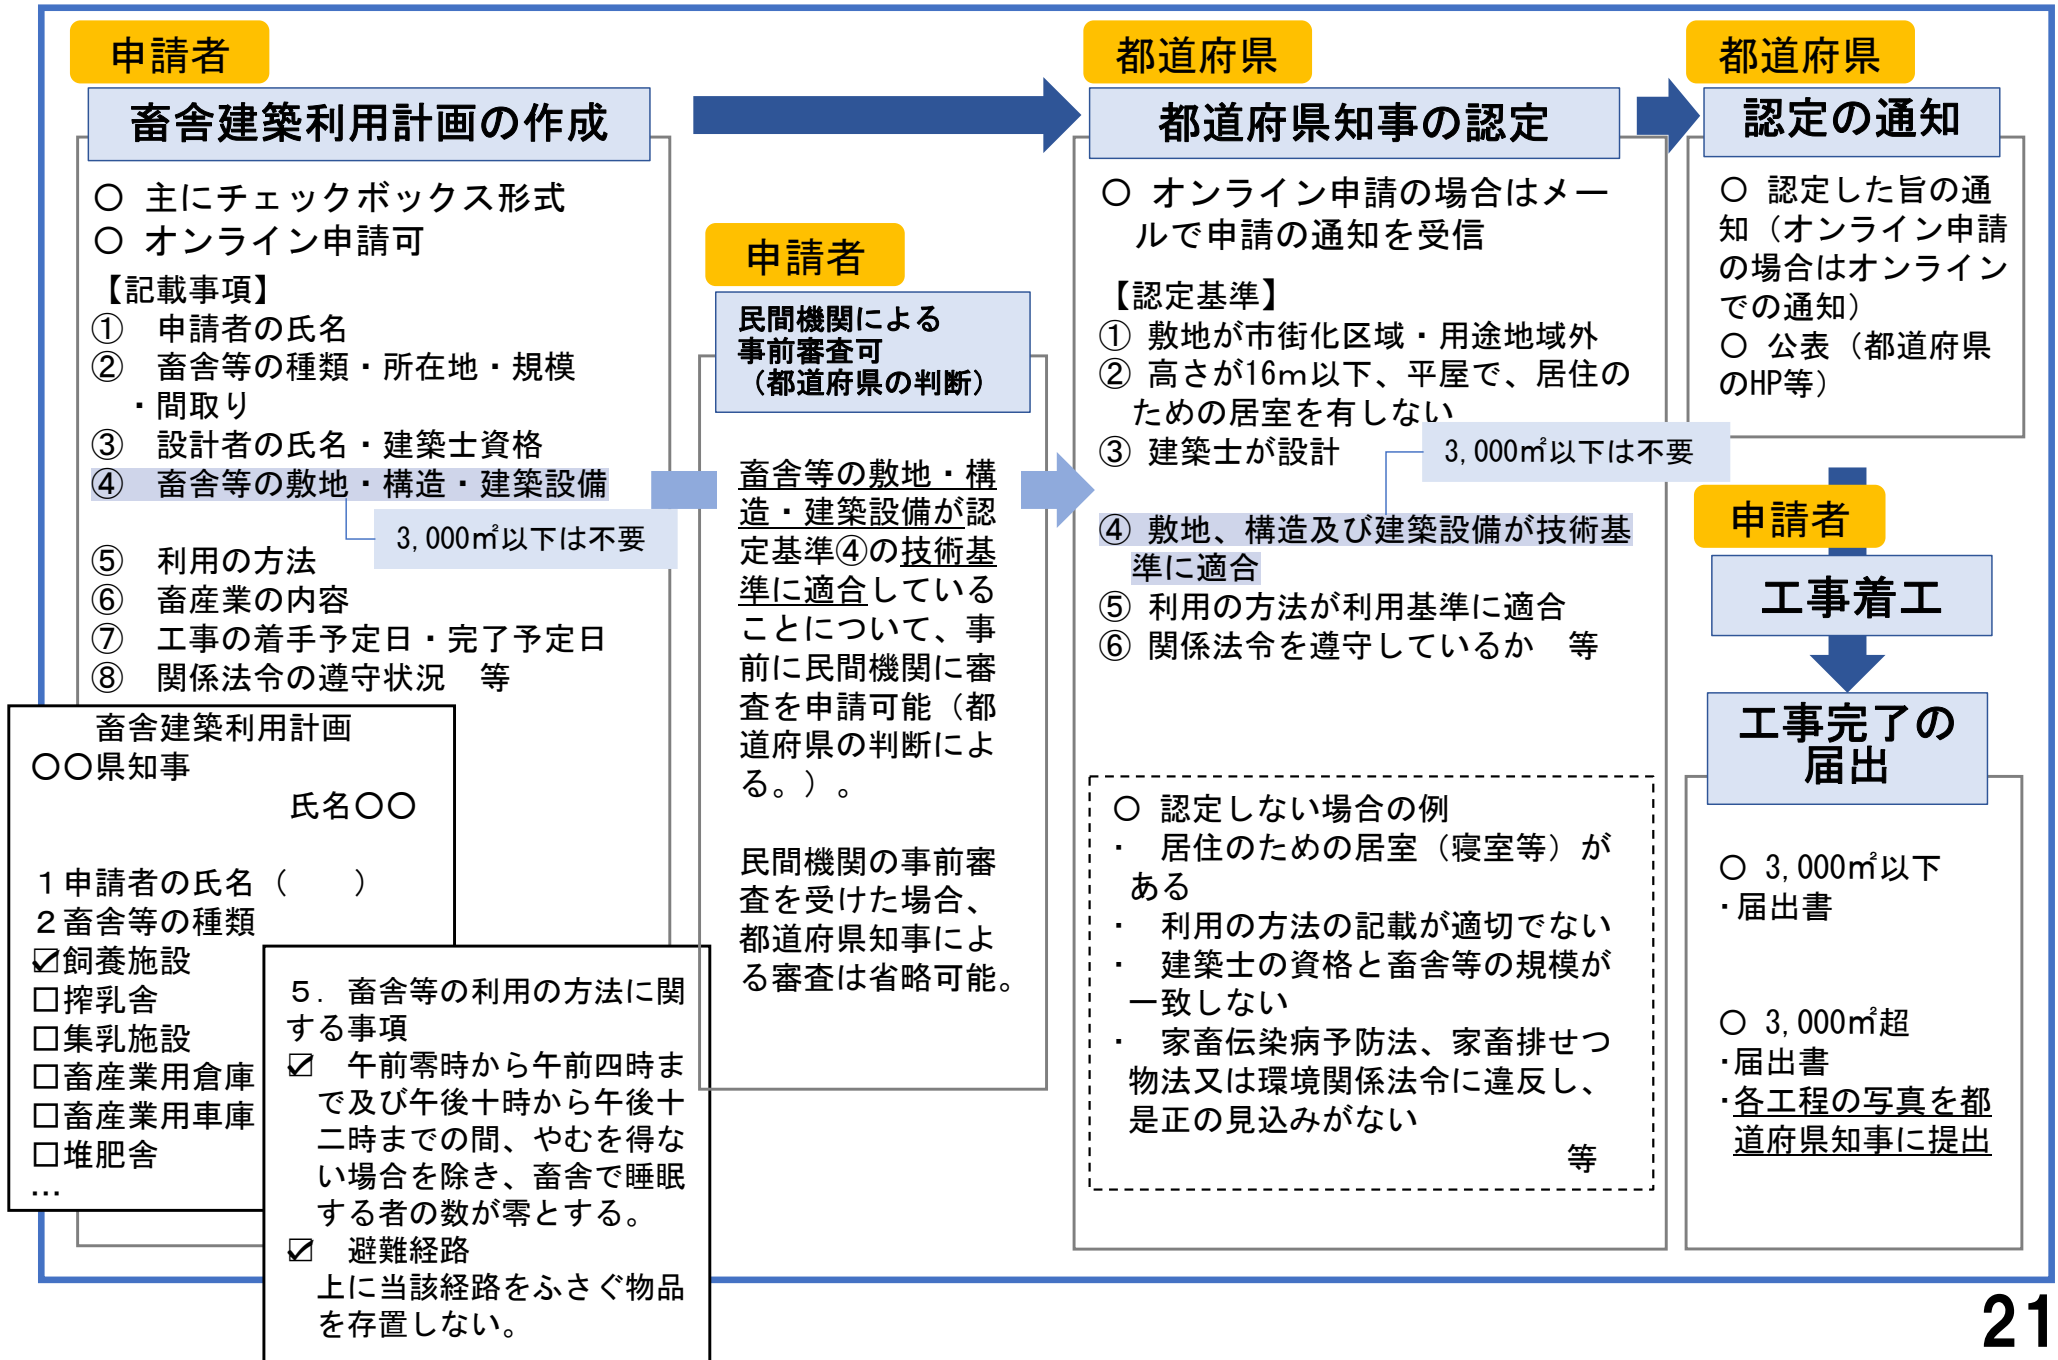 申請者
畜舎建築利用計画の作成
○ 主にチェックボックス形式
○ オンライン申請可
【記載事項】
① 申請者の氏名
② 畜舎等の種類・所在地・規模
・間取り
③ 設計者の氏名・建築士資格
④ 畜舎等の敷地・構造・建築設備
3,000㎡以下は不要
⑤ 利用の方法
⑥ 畜産業の内容
⑦ 工事の着手予定日・完了予定日
⑧ 関係法令の遵守状況 等
畜舎建築利用計画
○○県知事
氏名○○
１申請者の氏名（　　）
２畜舎等の種類
☑飼養施設
□搾乳舎
□集乳施設
□畜産業用倉庫
□畜産業用車庫
□堆肥舎
…
５．畜舎等の利用の方法に関
する事項
☑ 午前零時から午前四時ま
で及び午後十時から午後十
二時までの間、やむを得な
い場合を除き、畜舎で睡眠
する者の数が零とする。
☑ 避難経路
上に当該経路をふさぐ物品
を存置しない。
申請者
民間機関による
事前審査可
（都道府県の判断）
畜舎等の敷地・構
造・建築設備が認
定基準④の技術基
準に適合している
ことについて、事
前に民間機関に審
査を申請可能（都
道府県の判断によ
る。）。
民間機関の事前審
査を受けた場合、
都道府県知事によ
る審査は省略可能。
都道府県
都道府県知事の認定
○ オンライン申請の場合はメー
ルで申請の通知を受信
【認定基準】
① 敷地が市街化区域・用途地域外
② 高さが16ｍ以下、平屋で、居住の
ための居室を有しない
③ 建築士が設計
3,000㎡以下は不要
④ 敷地、構造及び建築設備が技術基
準に適合
⑤ 利用の方法が利用基準に適合
⑥ 関係法令を遵守しているか 等
○ 認定しない場合の例
・ 居住のための居室（寝室等）が
ある
・ 利用の方法の記載が適切でない
・ 建築士の資格と畜舎等の規模が
一致しない
・ 家畜伝染病予防法、家畜排せつ
物法又は環境関係法令に違反し、
是正の見込みがない
等
都道府県
認定の通知
○ 認定した旨の通
知（オンライン申請
の場合はオンライン
での通知）
○ 公表（都道府県
のHP等）
申請者
工事着工
工事完了の
届出
○ 3,000㎡以下
・届出書
○ 3,000㎡超
・届出書
・各工程の写真を都
道府県知事に提出
21